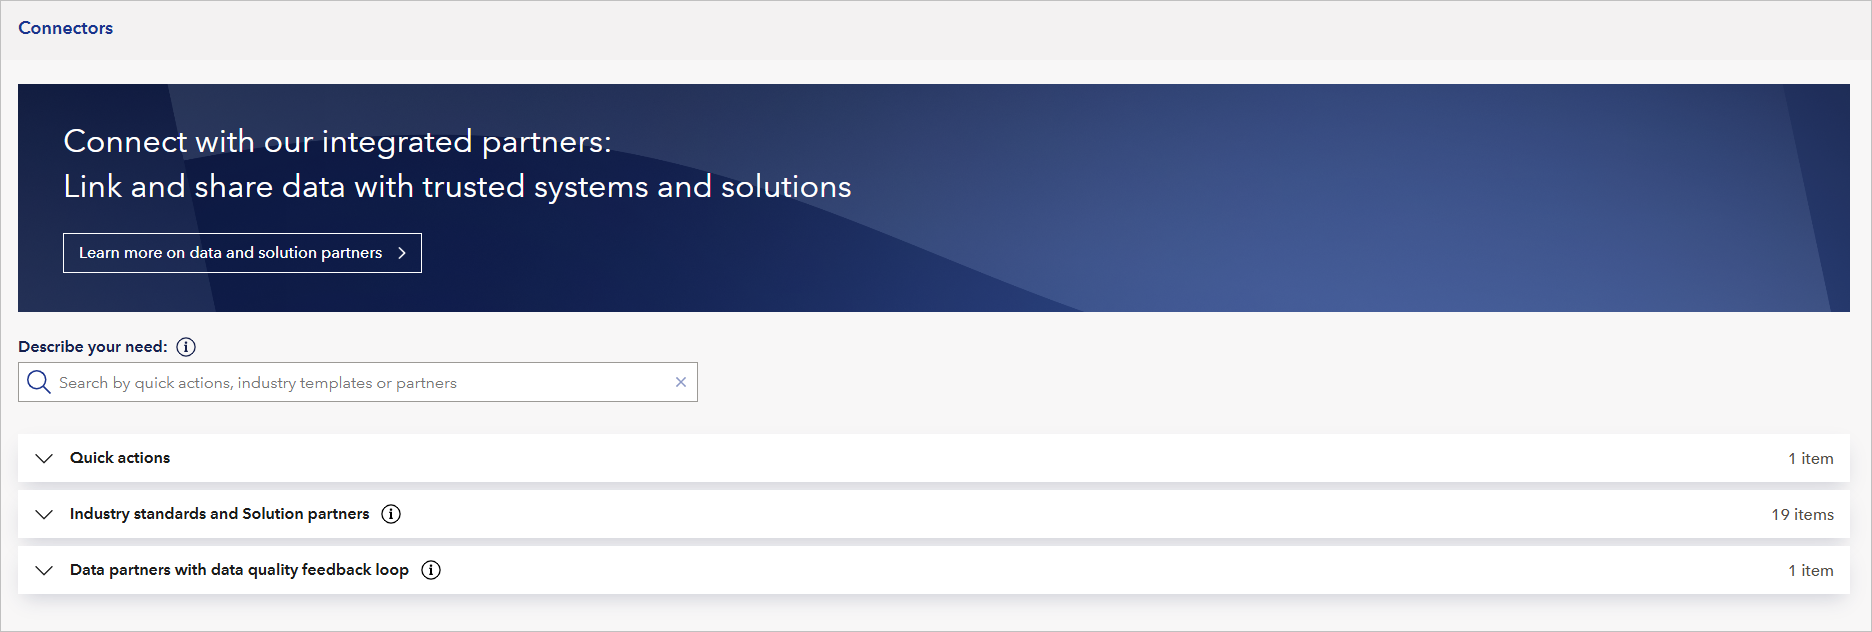 Connectors
Connect with our integrated partners:
Link and share data with trusted systems and solutions
Learn more on data and solution partners
Describe your need:
Search by quick actions, industry templates or partners
Quick actions
1 item
Industry standards and Solution partners
19 items
Data partners with data quality feedback loop
1 item